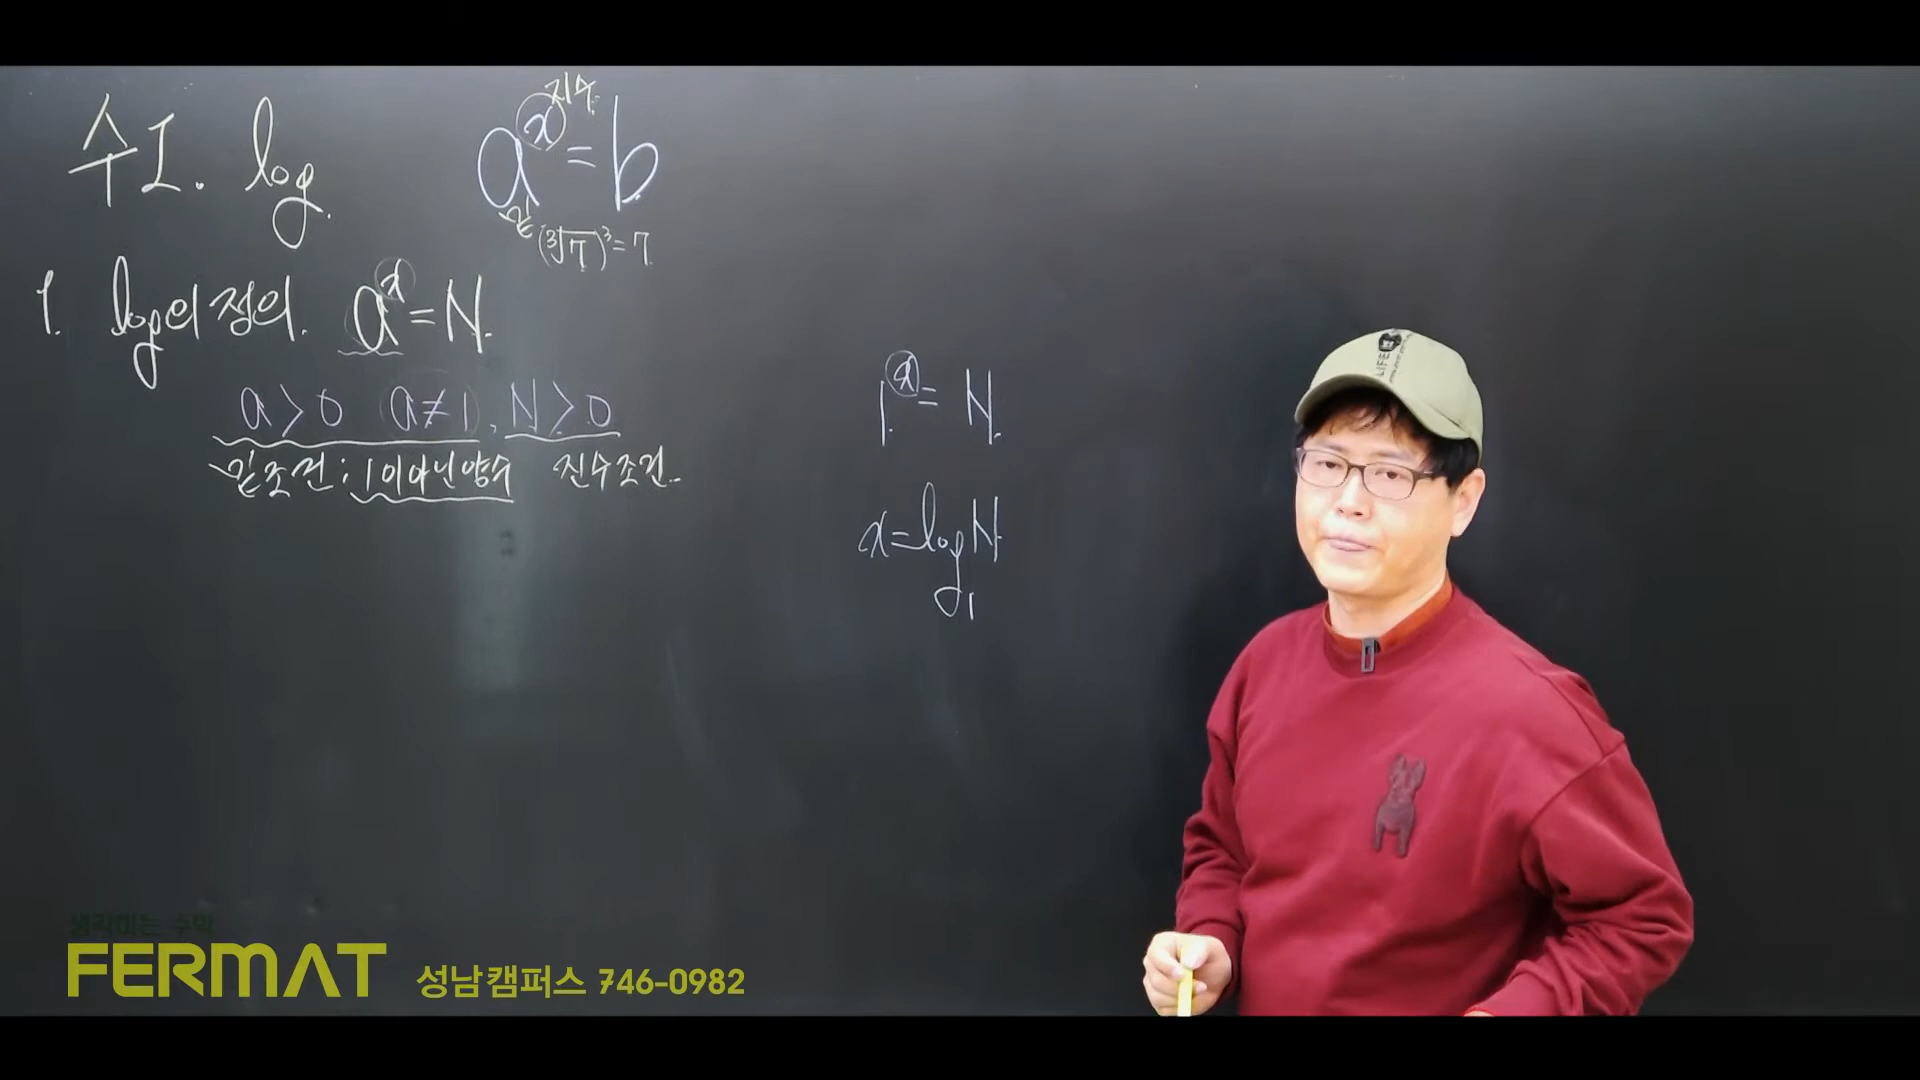 수I. log.
a^x = b
지수
밑
(∛7)³ = 7
1. log의 정의. a^x = N.
a > 0 a ≠ 1, N > 0
밑조건 : 1이아닌양수 진수조건.
1^x = N
x = log₁N
생각하는 수학
FERMAT 성남캠퍼스 746-0982
LIFE